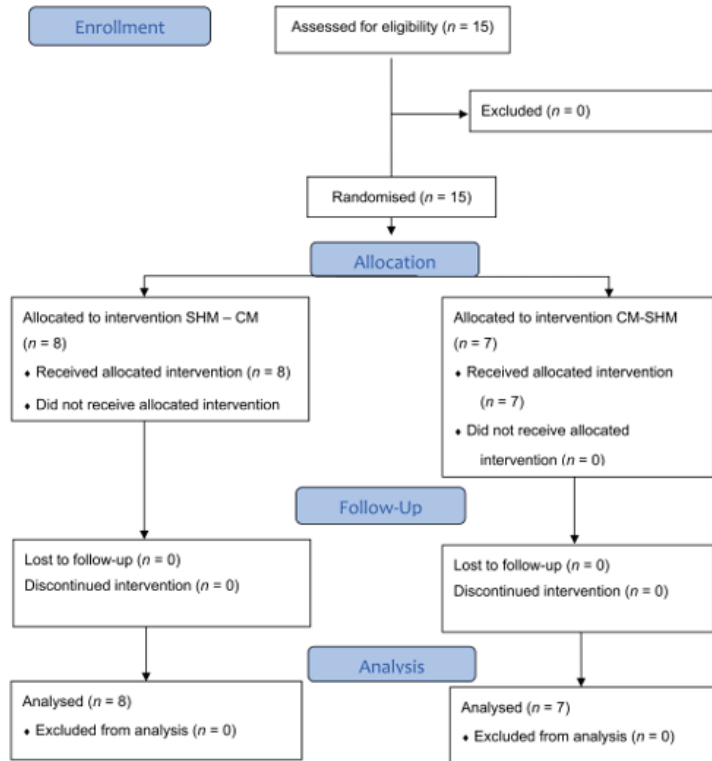 Enrollment
Assessed for eligibility (n = 15)
Excluded (n = 0)
Randomised (n = 15)
Allocation
Allocated to intervention SHM – CM
(n = 8)
♦ Received allocated intervention (n = 8)
♦ Did not receive allocated intervention
Allocated to intervention CM-SHM
(n = 7)
♦ Received allocated intervention
(n = 7)
♦ Did not receive allocated
intervention (n = 0)
Follow-Up
Lost to follow-up (n = 0)
Discontinued intervention (n = 0)
Lost to follow-up (n = 0)
Discontinued intervention (n = 0)
Analysis
Analysed (n = 8)
♦ Excluded from analysis (n = 0)
Analysed (n = 7)
♦ Excluded from analysis (n = 0)